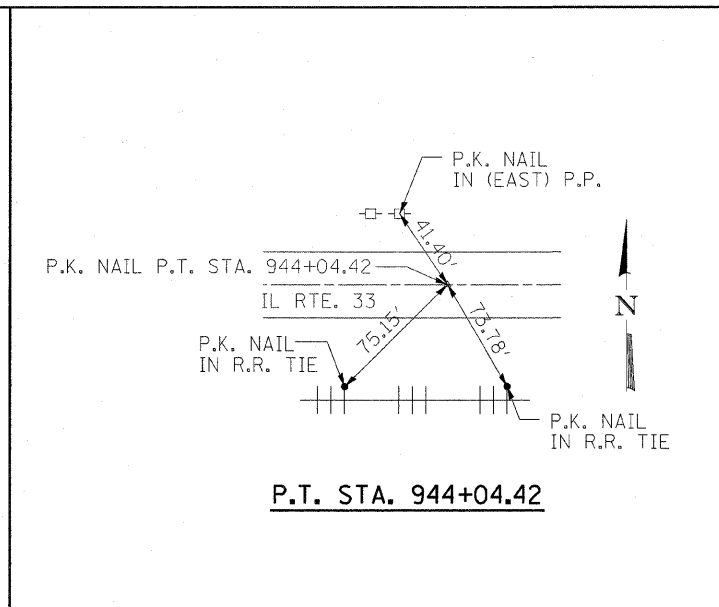 P.K. NAIL
IN (EAST) P.P.
41.40'
P.K. NAIL P.T. STA. 944+04.42
IL RTE. 33
N
75.15'
73.78'
P.K. NAIL
IN R.R. TIE
P.K. NAIL
IN R.R. TIE
P.T. STA. 944+04.42